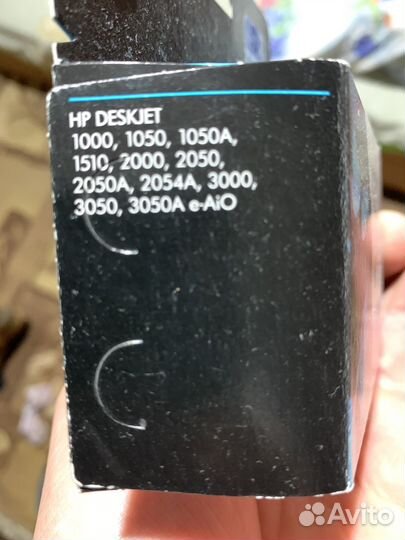 HP DESKJET
1000, 1050, 1050A,
1510, 2000, 2050,
2050A, 2054A, 3000,
3050, 3050A e-AiO
Avito